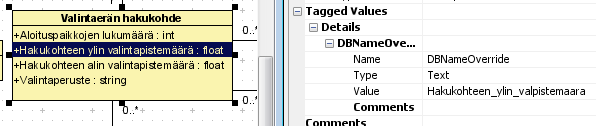 Valintaerän hakukohde
+Aloituspaikkojen lukumäärä : int
+Hakukohteen ylin valintapistemäärä : float
+Hakukohteen alin valintapistemäärä : float
+Valintaperuste : string
0..*
0..*
Tagged Values
Details
DBNameOve...
Name DBNameOverride
Type Text
Value Hakukohteen_ylin_valpistemaara
Comments
Comments